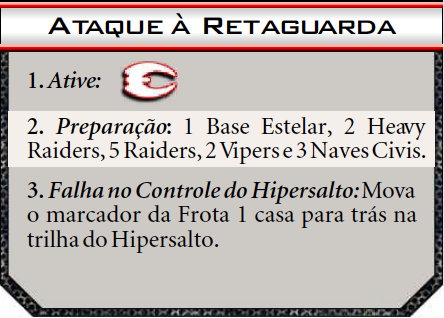 ATAQUE À RETAGUARDA
1. Ative:
2. Preparação: 1 Base Estelar, 2 Heavy
Raiders, 5 Raiders, 2 Vipers e 3 Naves Civis.
3. Falha no Controle do Hipersalto: Mova
o marcador da Frota 1 casa para trás na
trilha do Hipersalto.